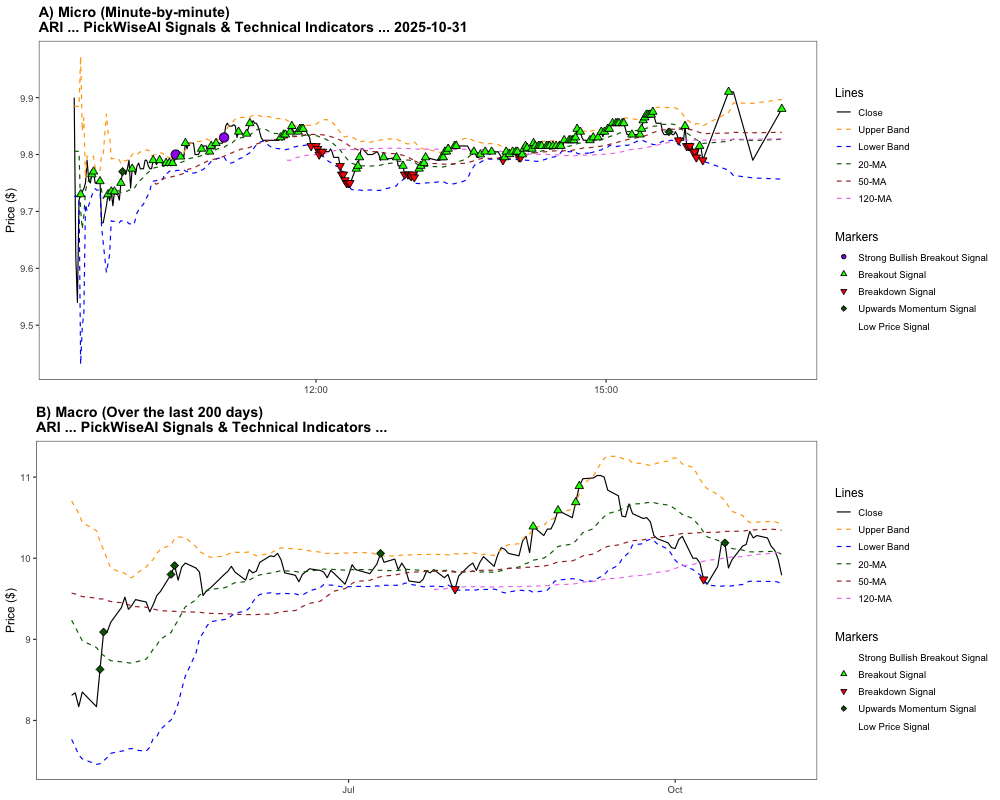 A) Micro (Minute-by-minute)
ARI ... PickWiseAI Signals & Technical Indicators ... 2025-10-31
Price ($)
9.9
9.8
9.7
9.6
9.5
12:00
15:00
Lines
Close
Upper Band
Lower Band
20-MA
50-MA
120-MA
Markers
Strong Bullish Breakout Signal
Breakout Signal
Breakdown Signal
Upwards Momentum Signal
Low Price Signal
B) Macro (Over the last 200 days)
ARI ... PickWiseAI Signals & Technical Indicators ...
Price ($)
11
10
9
8
Jul
Oct
Lines
Close
Upper Band
Lower Band
20-MA
50-MA
120-MA
Markers
Strong Bullish Breakout Signal
Breakout Signal
Breakdown Signal
Upwards Momentum Signal
Low Price Signal